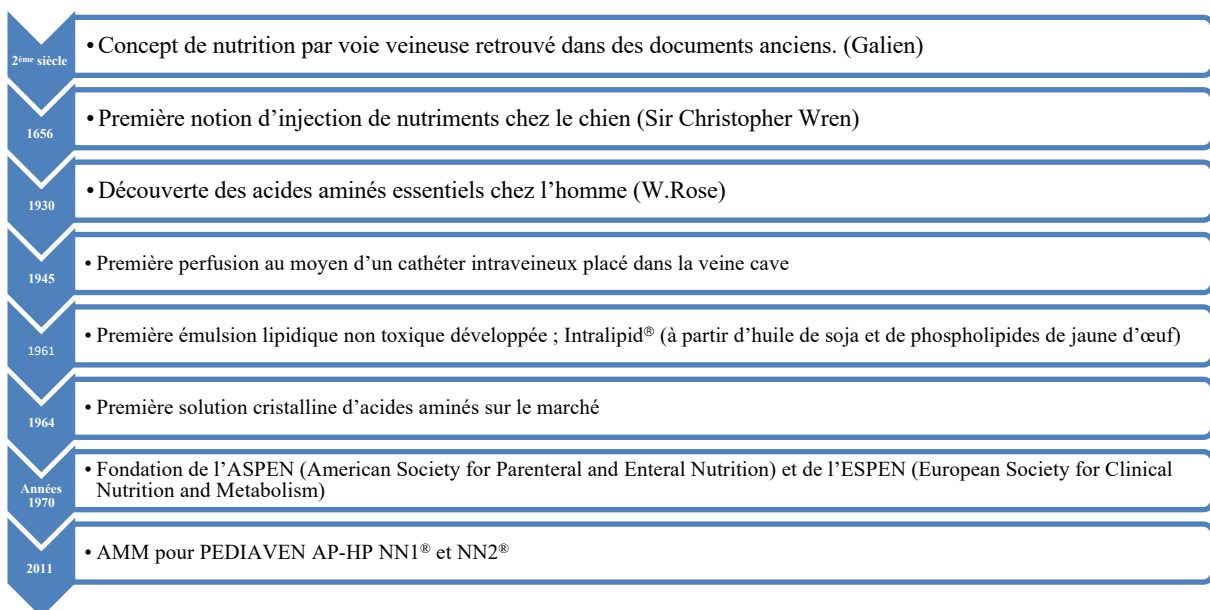 2ème siècle
• Concept de nutrition par voie veineuse retrouvé dans des documents anciens. (Galien)
1656
• Première notion d’injection de nutriments chez le chien (Sir Christopher Wren)
1930
• Découverte des acides aminés essentiels chez l’homme (W.Rose)
1945
• Première perfusion au moyen d’un cathéter intraveineux placé dans la veine cave
1961
• Première émulsion lipidique non toxique développée ; Intralipid® (à partir d’huile de soja et de phospholipides de jaune d’œuf)
1964
• Première solution cristalline d’acides aminés sur le marché
Années
1970
• Fondation de l’ASPEN (American Society for Parenteral and Enteral Nutrition) et de l’ESPEN (European Society for Clinical
Nutrition and Metabolism)
2011
• AMM pour PEDIAVEN AP-HP NN1® et NN2®